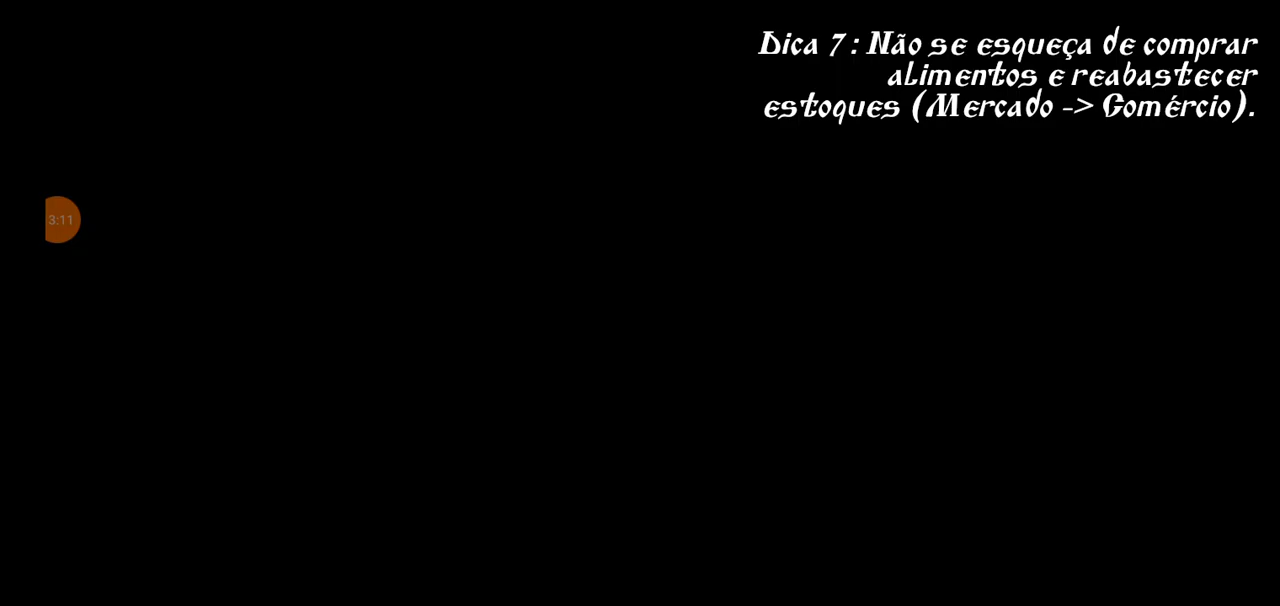 Dica 7: Não se esqueça de comprar
alimentos e reabastecer
estoques (Mercado -> Comércio).
3:11